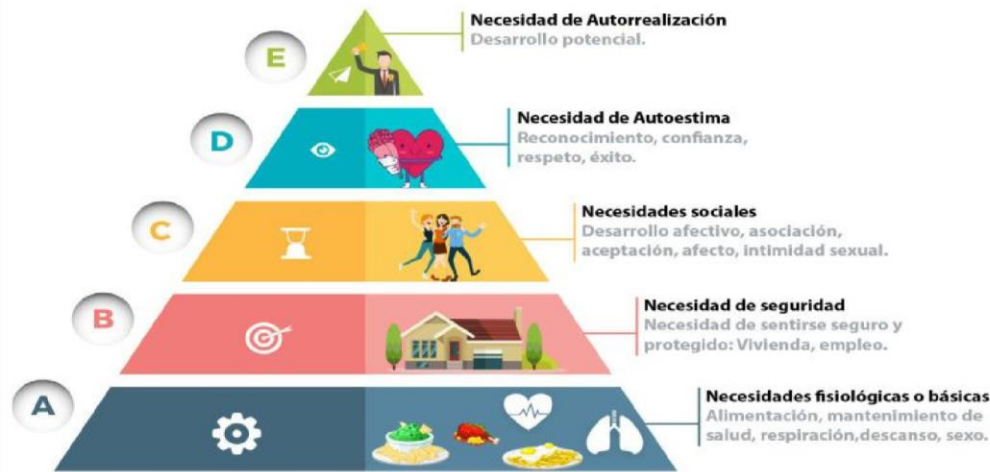 E
Necesidad de Autorrealización
Desarrollo potencial.
D
Necesidad de Autoestima
Reconocimiento, confianza,
respeto, éxito.
C
Necesidades sociales
Desarrollo afectivo, asociación,
aceptación, afecto, intimidad sexual.
B
Necesidad de seguridad
Necesidad de sentirse seguro y
protegido: Vivienda, empleo.
A
Necesidades fisiológicas o básicas
Alimentación, mantenimiento de
salud, respiración,descanso, sexo.